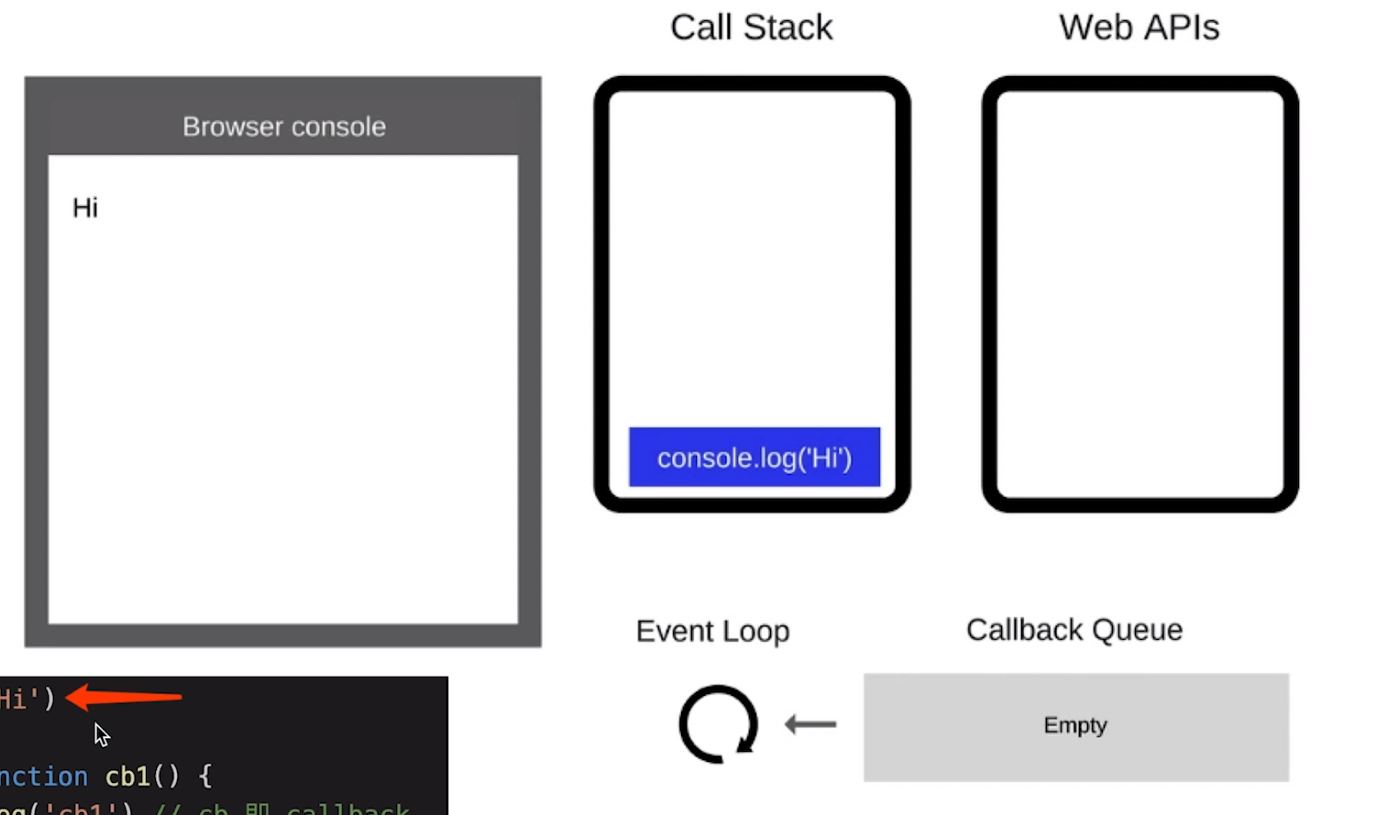 Call Stack
Web APIs
Browser console
Hi
console.log('Hi')
Event Loop
Callback Queue
Empty
Hi')
nction cb1() {
og('cb1') // cb 即 callback